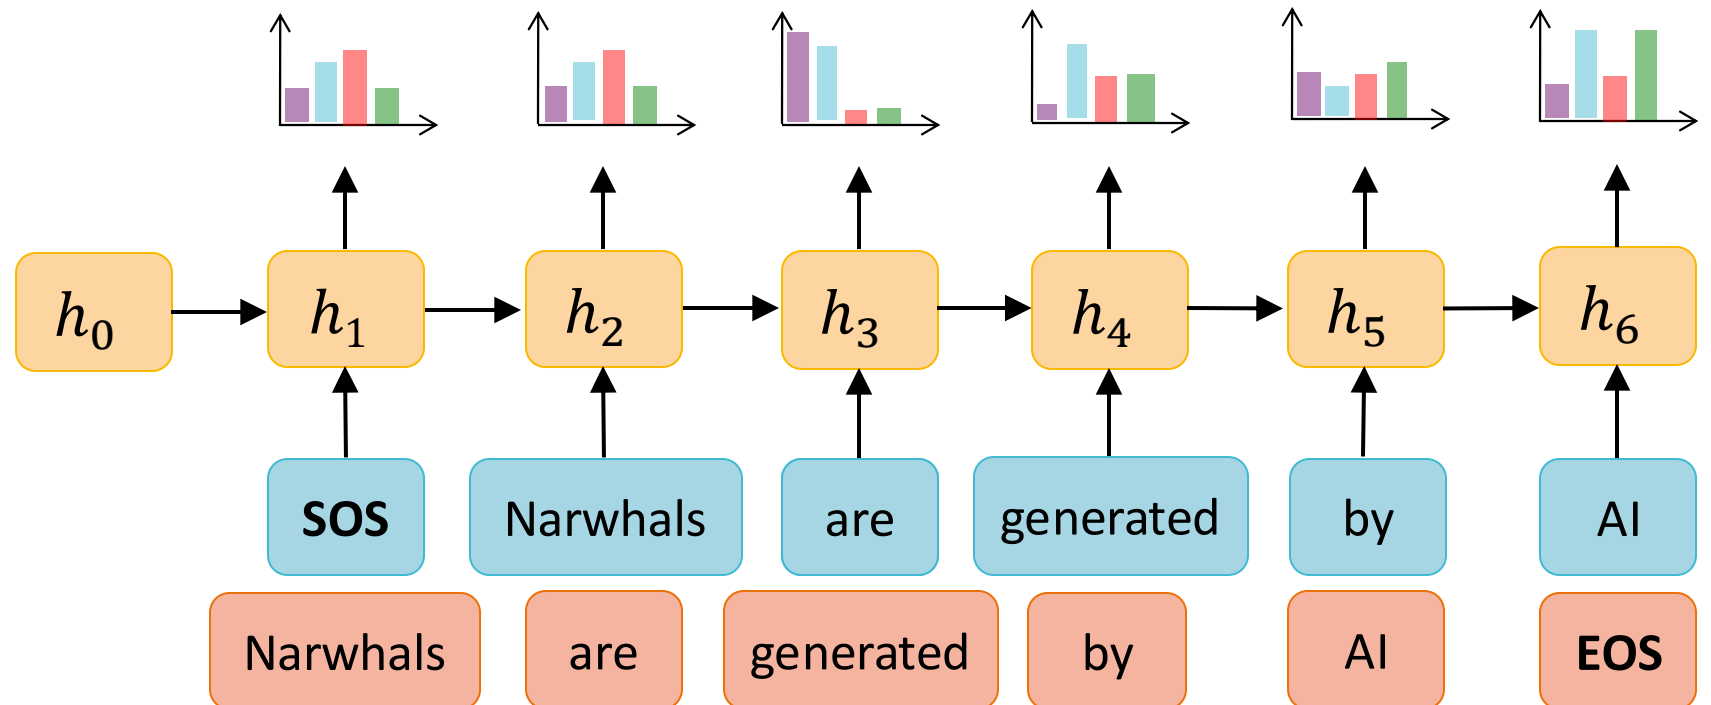 h₀ h₁ h₂ h₃ h₄ h₅ h₆
SOS Narwhals are generated by AI
Narwhals are generated by AI EOS